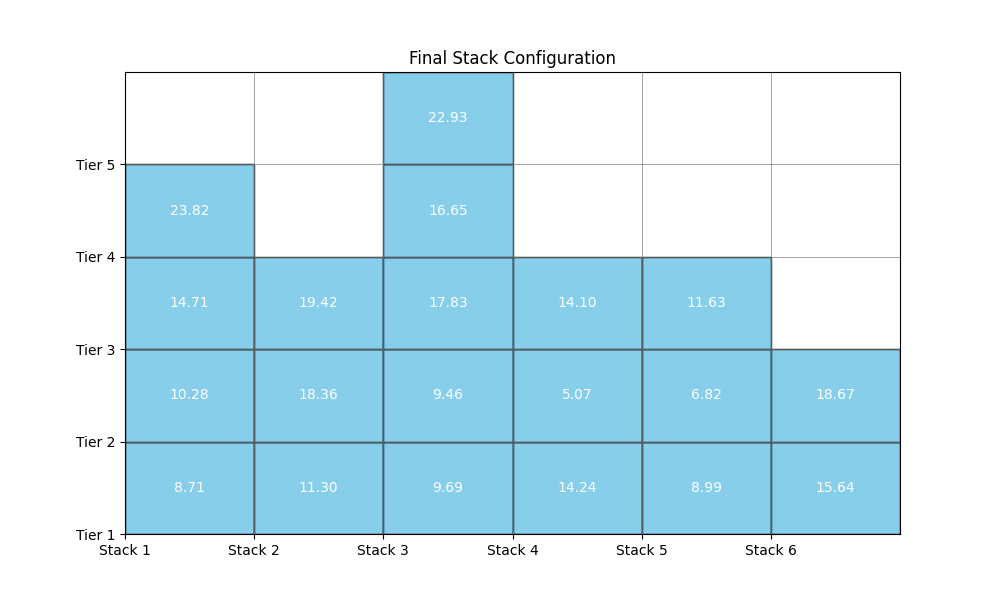 Final Stack Configuration
22.93
Tier 5
23.82 16.65
Tier 4
14.71 19.42 17.83 14.10 11.63
Tier 3
10.28 18.36 9.46 5.07 6.82 18.67
Tier 2
8.71 11.30 9.69 14.24 8.99 15.64
Tier 1
Stack 1 Stack 2 Stack 3 Stack 4 Stack 5 Stack 6